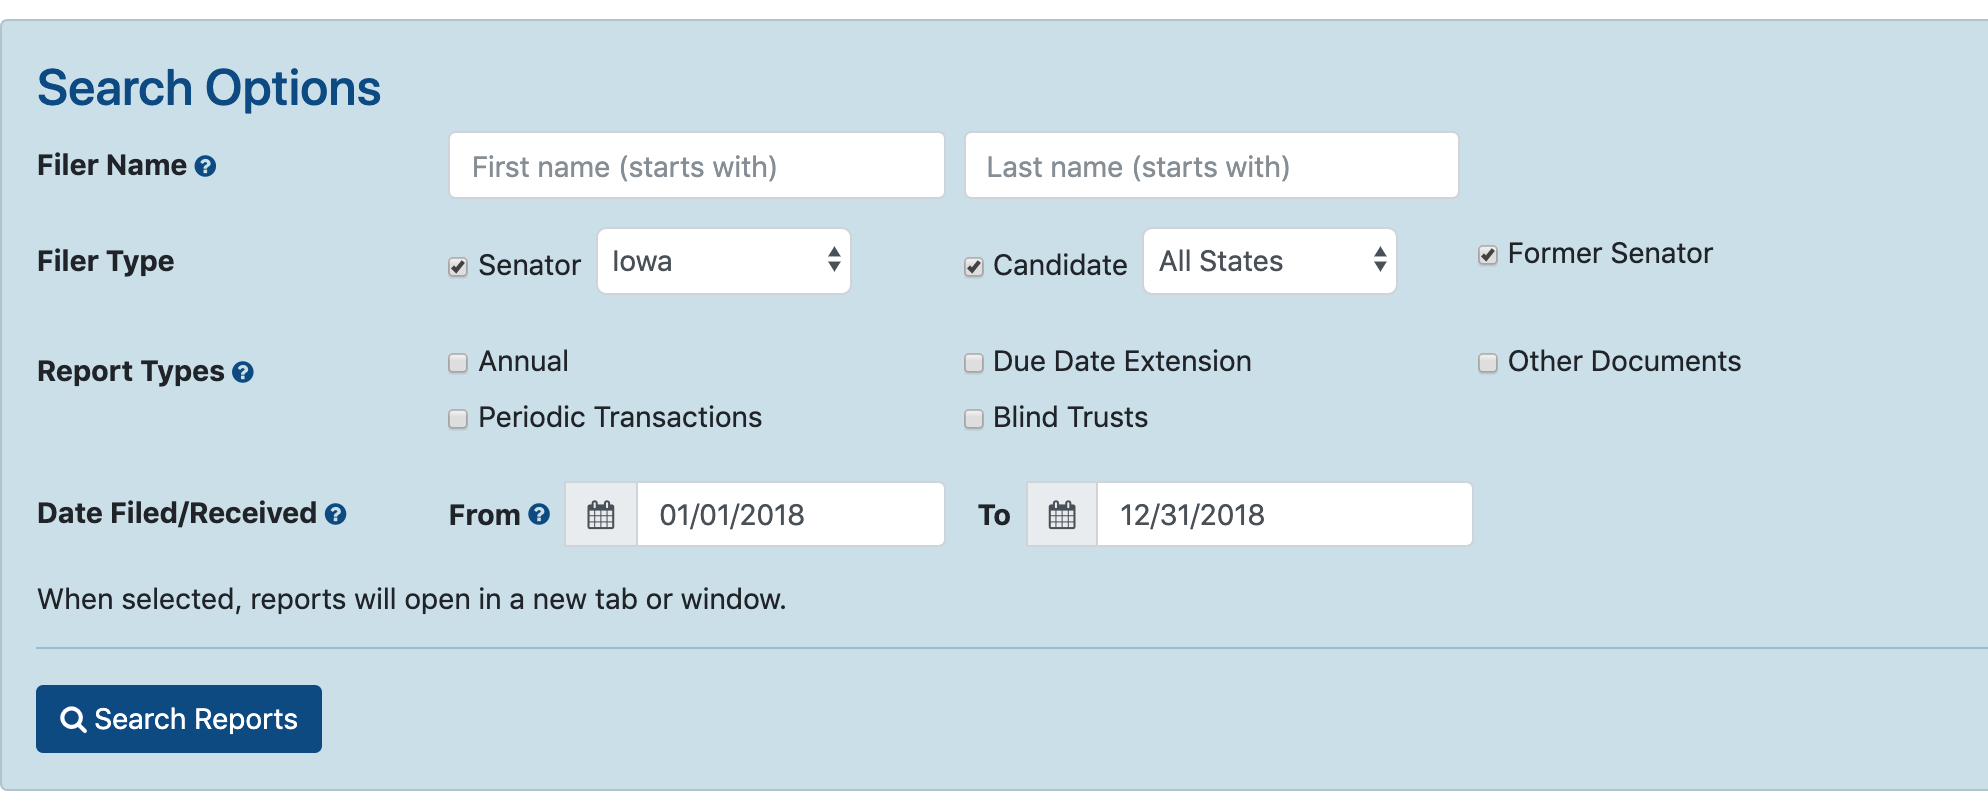 Search Options
Filer Name First name (starts with) Last name (starts with)
Filer Type Senator Iowa Candidate All States Former Senator
Report Types Annual Due Date Extension Other Documents
Periodic Transactions Blind Trusts
Date Filed/Received From 01/01/2018 To 12/31/2018
When selected, reports will open in a new tab or window.
Search Reports